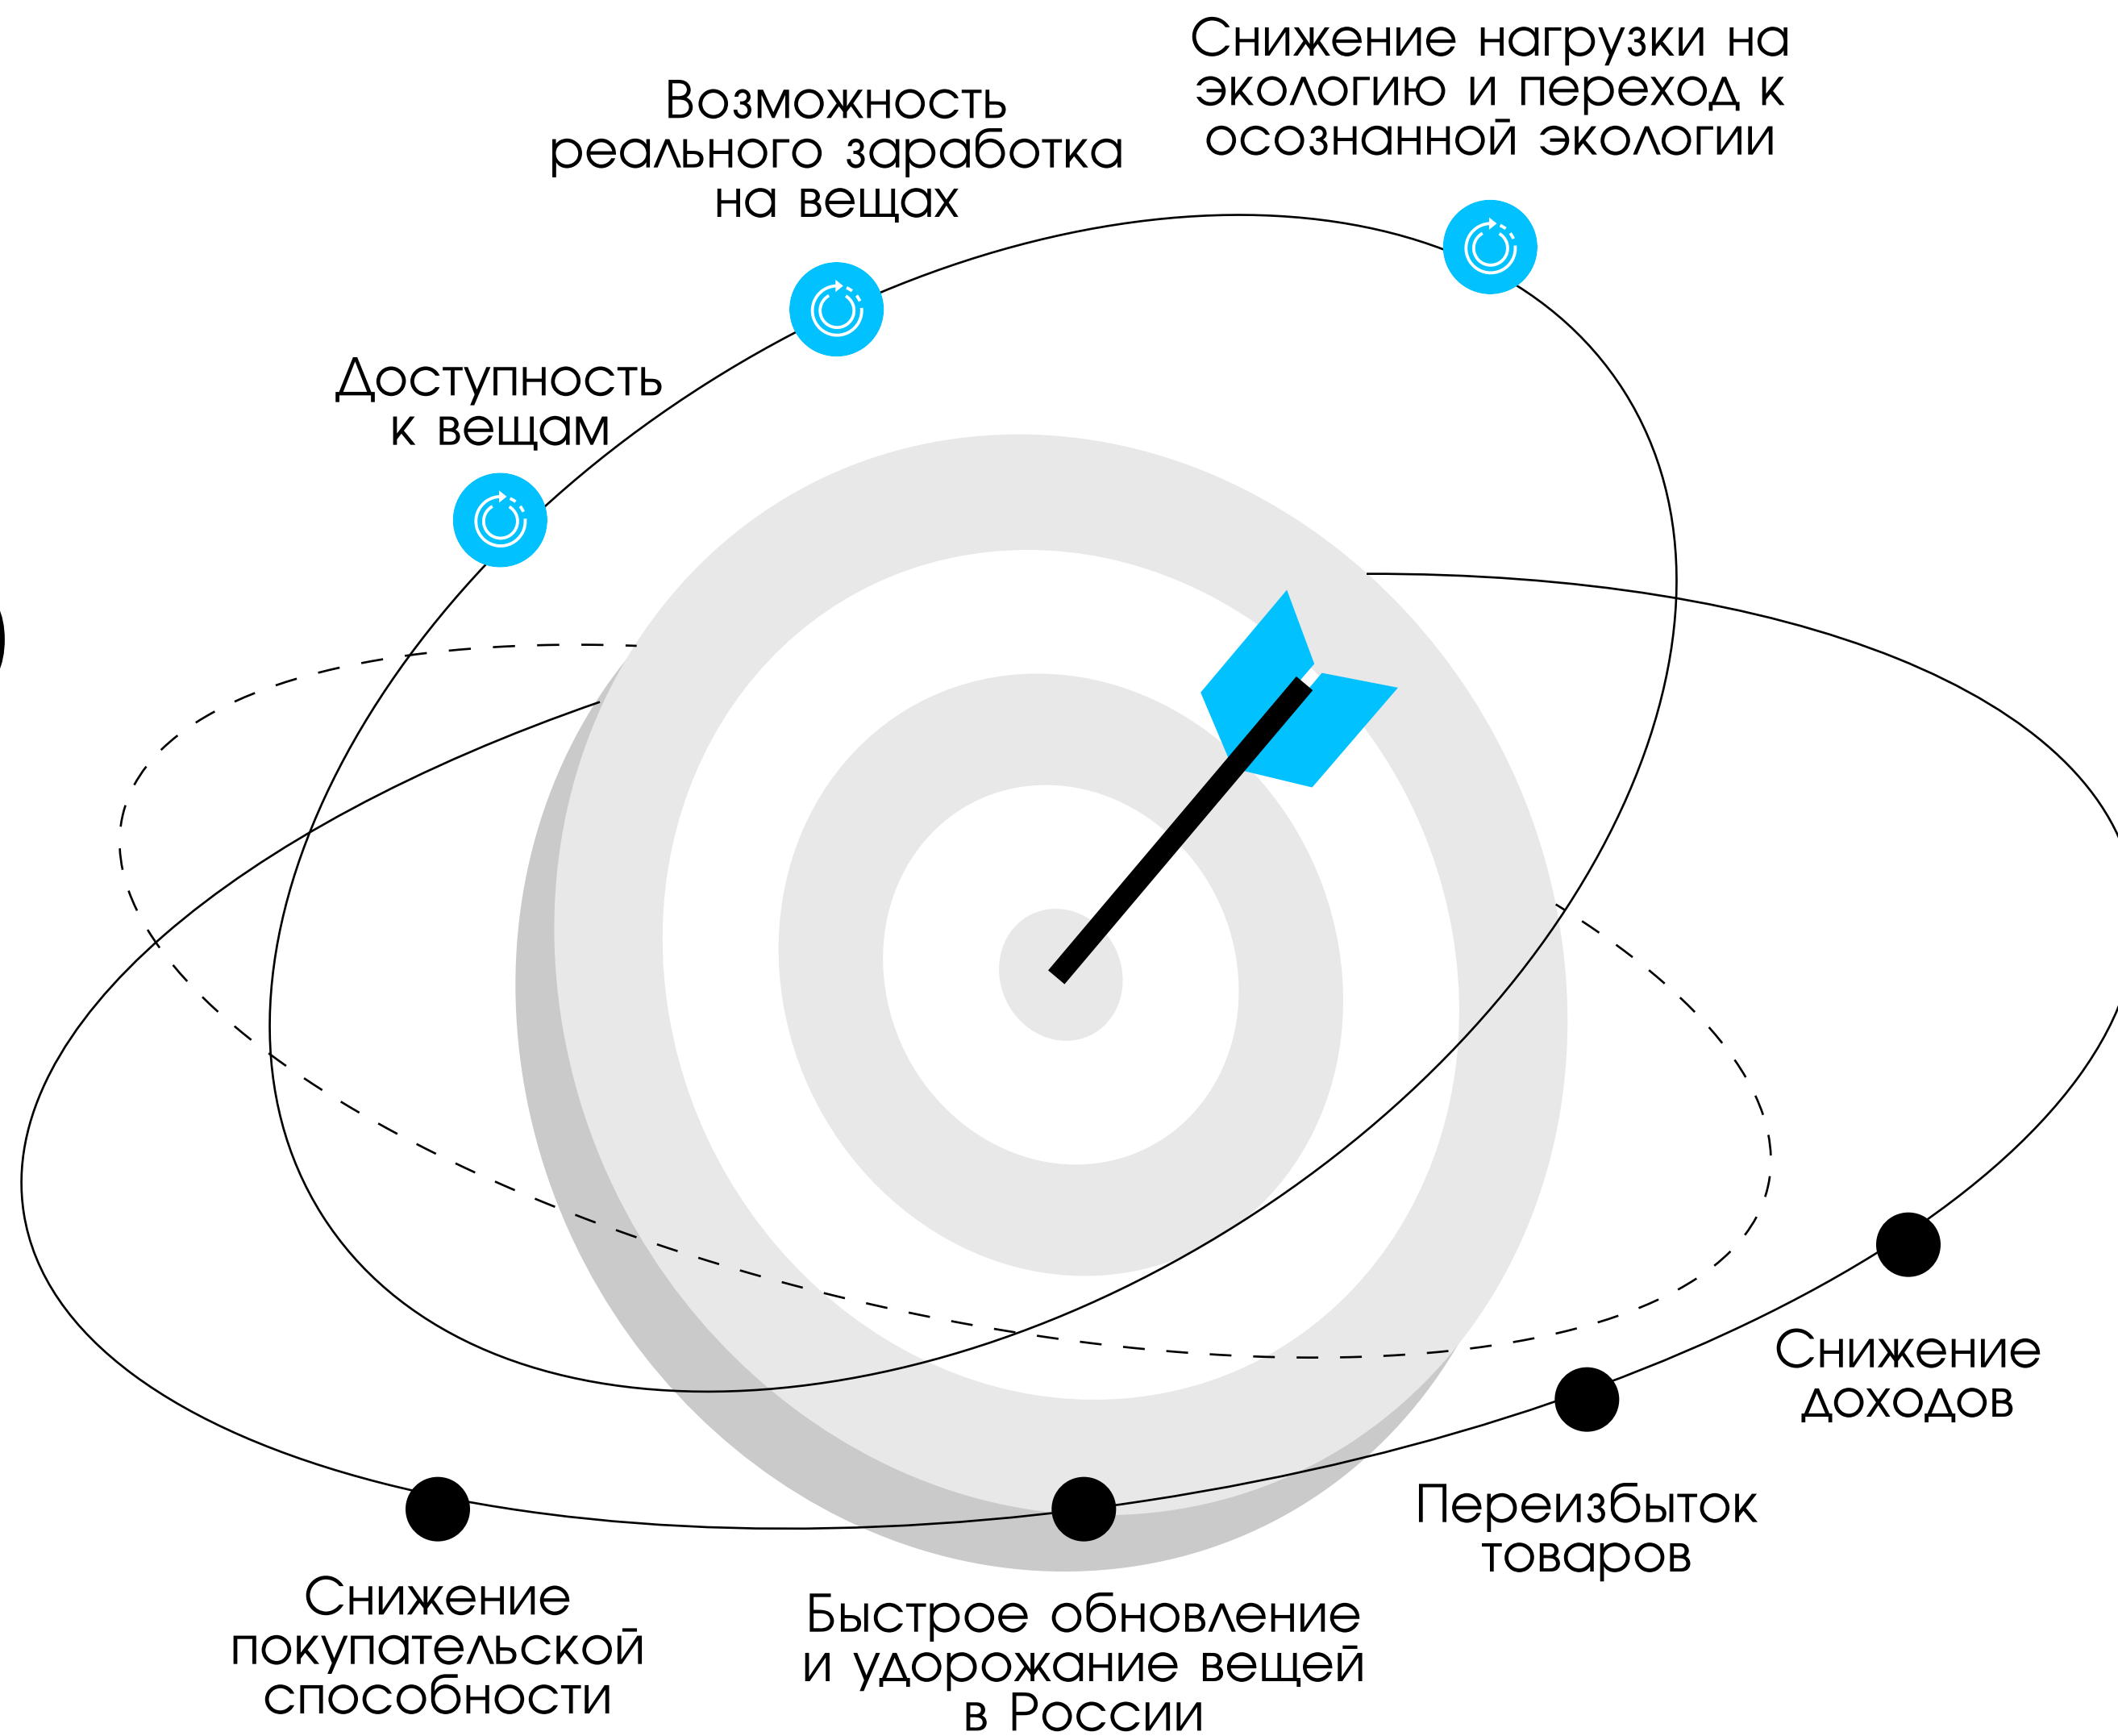 Снижение нагрузки на
экологию и переход к
осознанной экологии
Возможность
реального заработка
на вещах
Доступность
к вещам
Снижение
доходов
Переизбыток
товаров
Снижение
покупательской
способности
Быстрое обновление
и удорожание вещей
в России